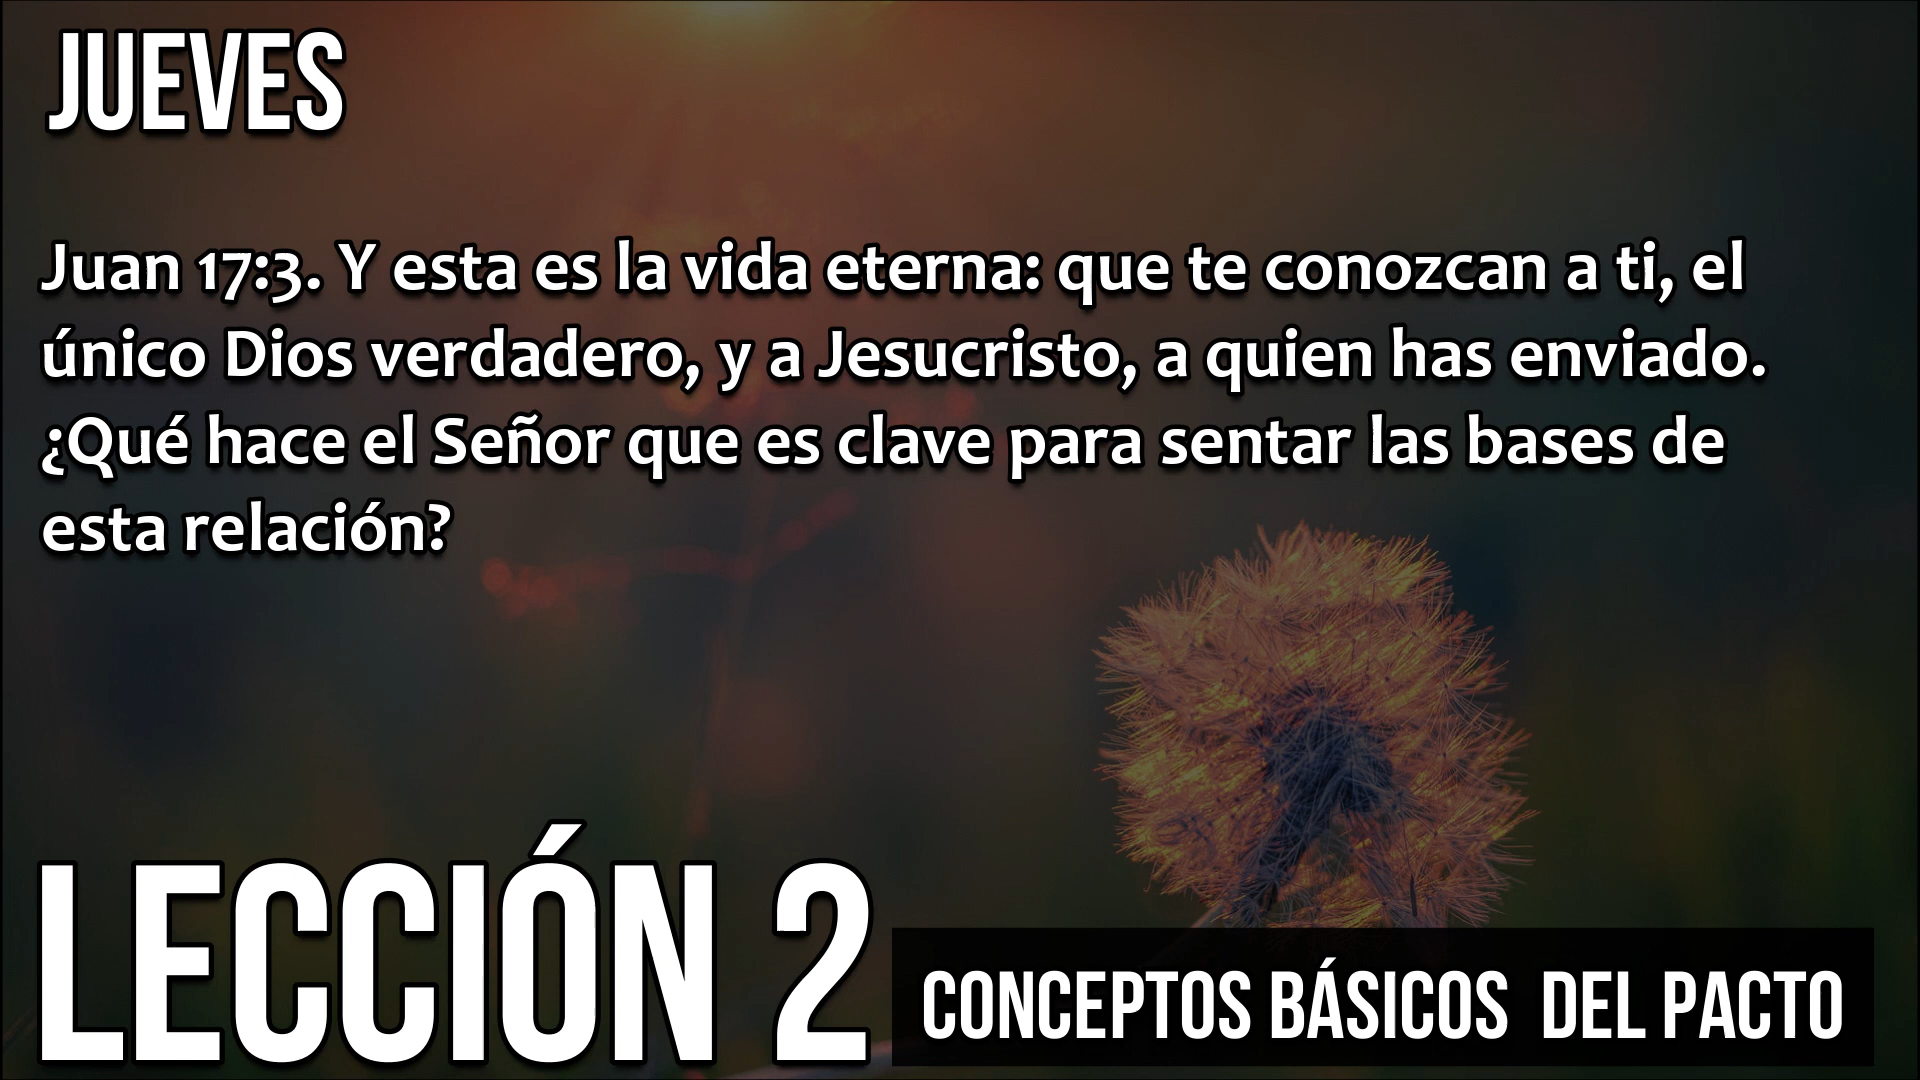 JUEVES
Juan 17:3. Y esta es la vida eterna: que te conozcan a ti, el
único Dios verdadero, y a Jesucristo, a quien has enviado.
¿Qué hace el Señor que es clave para sentar las bases de
esta relación?
LECCIÓN 2
CONCEPTOS BÁSICOS DEL PACTO